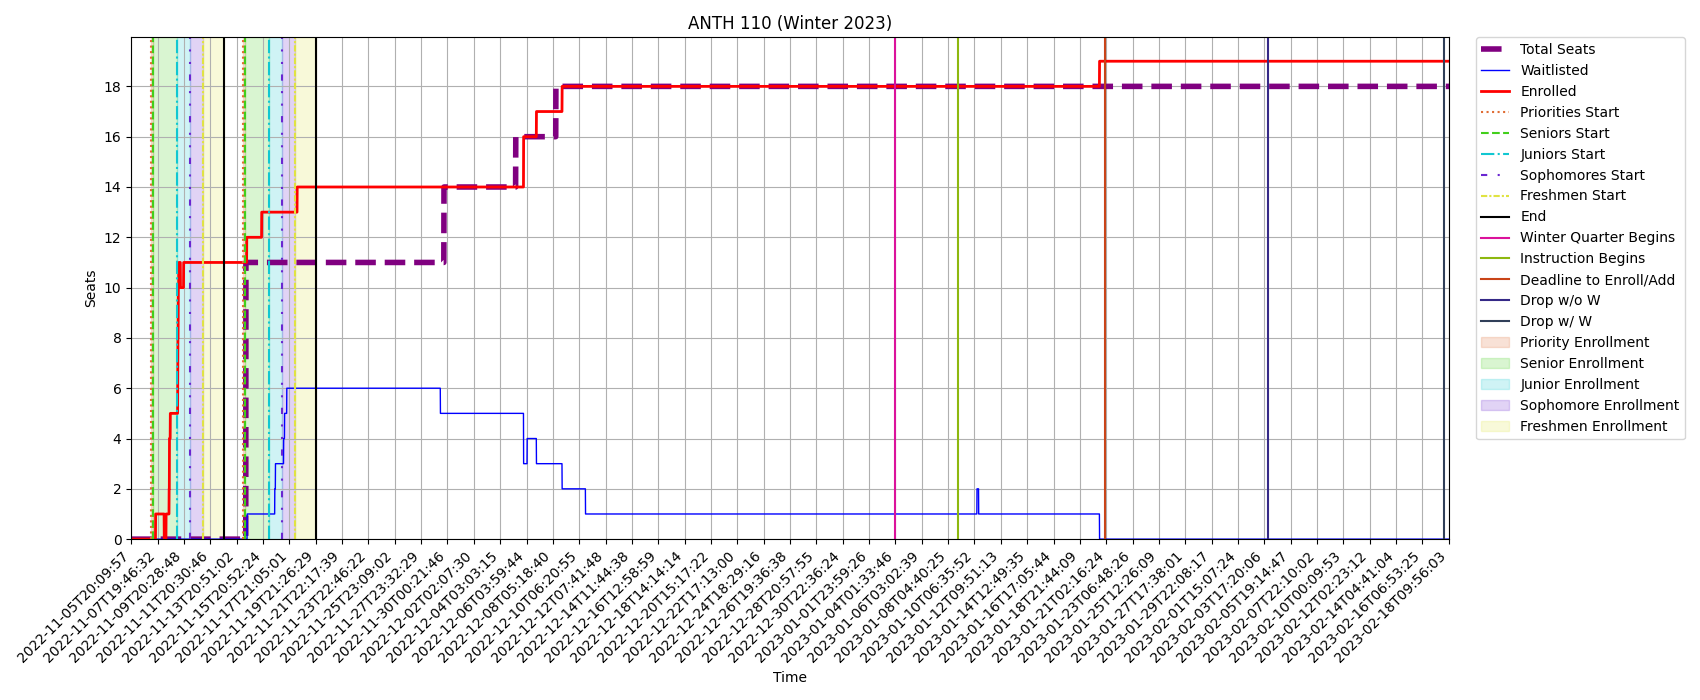 ANTH 110 (Winter 2023)
Seats
18
16
14
12
10
8
6
4
2
0
2022-11-05T20:09:57
2022-11-07T19:46:32
2022-11-09T20:28:48
2022-11-11T20:30:46
2022-11-13T20:51:02
2022-11-15T20:52:24
2022-11-17T21:05:01
2022-11-19T21:26:29
2022-11-21T22:17:39
2022-11-23T22:46:22
2022-11-25T23:09:02
2022-11-27T23:32:29
2022-11-30T00:21:46
2022-12-02T02:07:30
2022-12-04T03:03:15
2022-12-06T03:59:44
2022-12-08T05:18:40
2022-12-10T06:20:55
2022-12-12T07:41:48
2022-12-14T11:44:38
2022-12-16T12:58:59
2022-12-18T14:14:14
2022-12-20T15:17:22
2022-12-22T17:13:00
2022-12-24T18:29:16
2022-12-26T19:36:38
2022-12-28T20:57:55
2022-12-30T22:36:24
2023-01-01T23:59:26
2023-01-04T01:33:46
2023-01-06T03:02:39
2023-01-08T04:40:25
2023-01-10T06:35:52
2023-01-12T09:51:13
2023-01-14T12:49:35
2023-01-16T17:05:44
2023-01-18T21:44:09
2023-01-21T02:16:24
2023-01-23T06:48:26
2023-01-25T12:26:09
2023-01-27T17:38:01
2023-01-29T22:08:17
2023-02-01T15:07:24
2023-02-03T17:20:06
2023-02-05T19:14:47
2023-02-07T22:10:02
2023-02-10T00:09:53
2023-02-12T02:23:12
2023-02-14T04:41:04
2023-02-16T06:53:25
2023-02-18T09:56:03
Time
Total Seats
Waitlisted
Enrolled
Priorities Start
Seniors Start
Juniors Start
Sophomores Start
Freshmen Start
End
Winter Quarter Begins
Instruction Begins
Deadline to Enroll/Add
Drop w/o W
Drop w/ W
Priority Enrollment
Senior Enrollment
Junior Enrollment
Sophomore Enrollment
Freshmen Enrollment